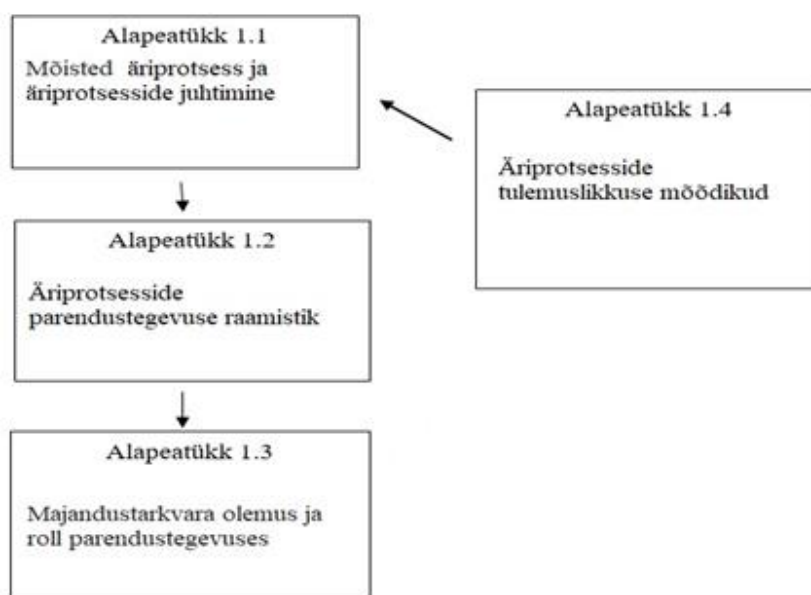 Alapeatükk 1.1
Mõisted äriprotsess ja
äriprotsesside juhtimine
Alapeatükk 1.4
Äriprotsesside
tulemuslikkuse mõõdikud
Alapeatükk 1.2
Äriprotsesside
parendustegevuse raamistik
Alapeatükk 1.3
Majandustarkvara olemus ja
roll parendustegevuses